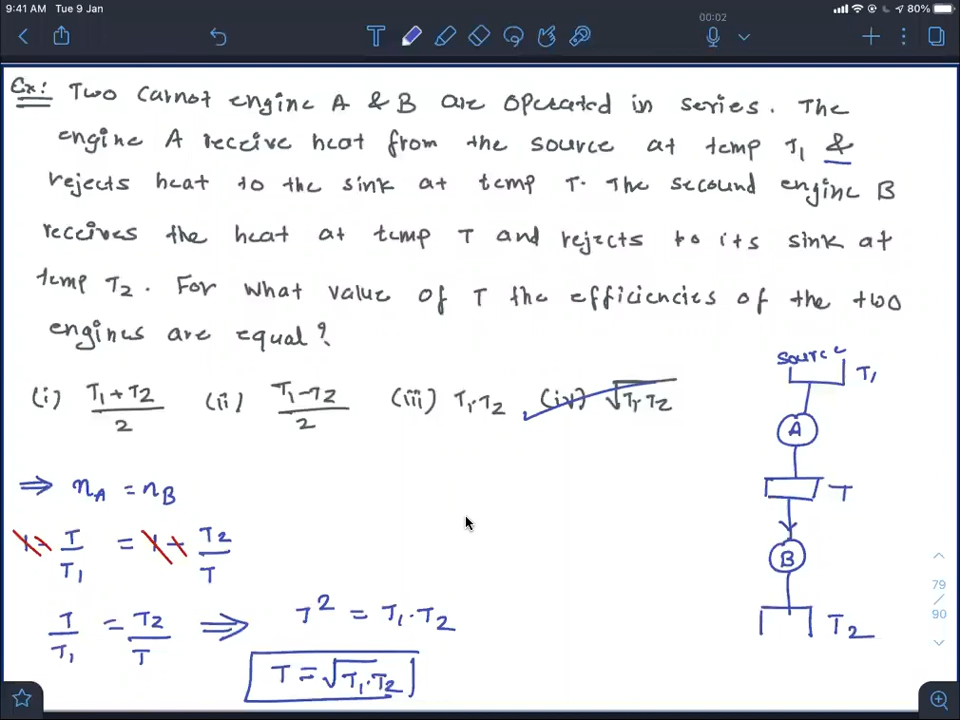 9:41 AM Tue 9 Jan
80%
00:02
Ex: Two Carnot engine A & B are operated in series. The
engine A receive heat from the source at temp T1 &
rejects heat to the sink at temp T. The secound engine B
receives the heat at temp T and rejects to its sink at
temp T2. For what value of T the efficiencies of the two
engines are equal?
(i) T1+T2/2 (ii) T1-T2/2 (iii) T1.T2 (iv) √T1.T2
source T1
A
T
B
T2
⇒ ηA = ηB
1 - T/T1 = 1 - T2/T
T/T1 = T2/T ⇒ T² = T1.T2
T = √T1.T2
79
/
90